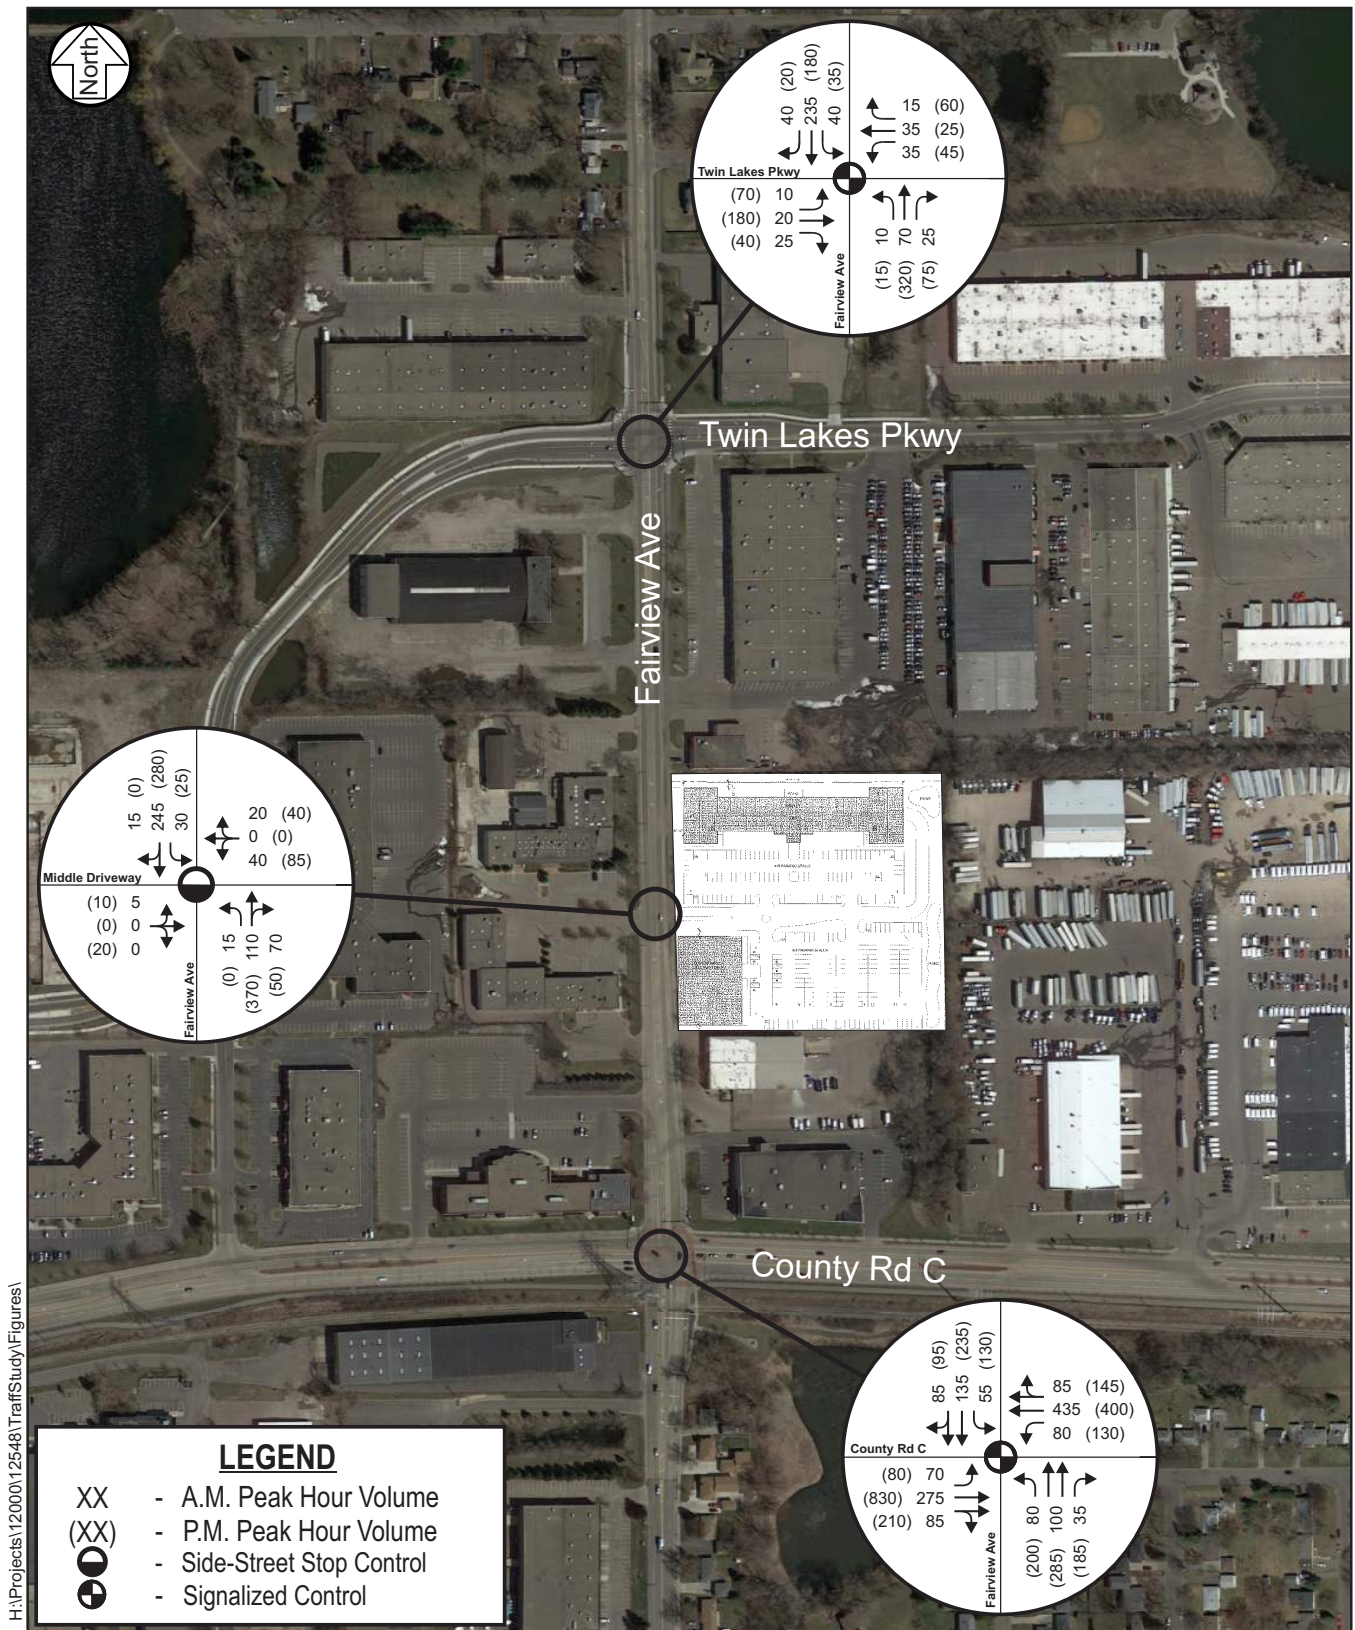 North
40 (20)
235 (180)
40 (35)
15 (60)
35 (25)
35 (45)
Twin Lakes Pkwy
(70) 10
(180) 20
(40) 25
Fairview Ave
(15) 10
(320) 70
(75) 25
Twin Lakes Pkwy
Fairview Ave
15 (0)
245 (280)
30 (25)
20 (40)
0 (0)
40 (85)
Middle Driveway
(10) 5
(0) 0
(20) 0
Fairview Ave
(0) 15
(370) 110
(50) 70
County Rd C
85 (95)
135 (235)
55 (130)
85 (145)
435 (400)
80 (130)
County Rd C
(80) 70
(830) 275
(210) 85
Fairview Ave
(200) 80
(285) 100
(185) 35
LEGEND
XX - A.M. Peak Hour Volume
(XX) - P.M. Peak Hour Volume
- Side-Street Stop Control
- Signalized Control
H:\Projects\12000\12548\TraffStudy\Figures\